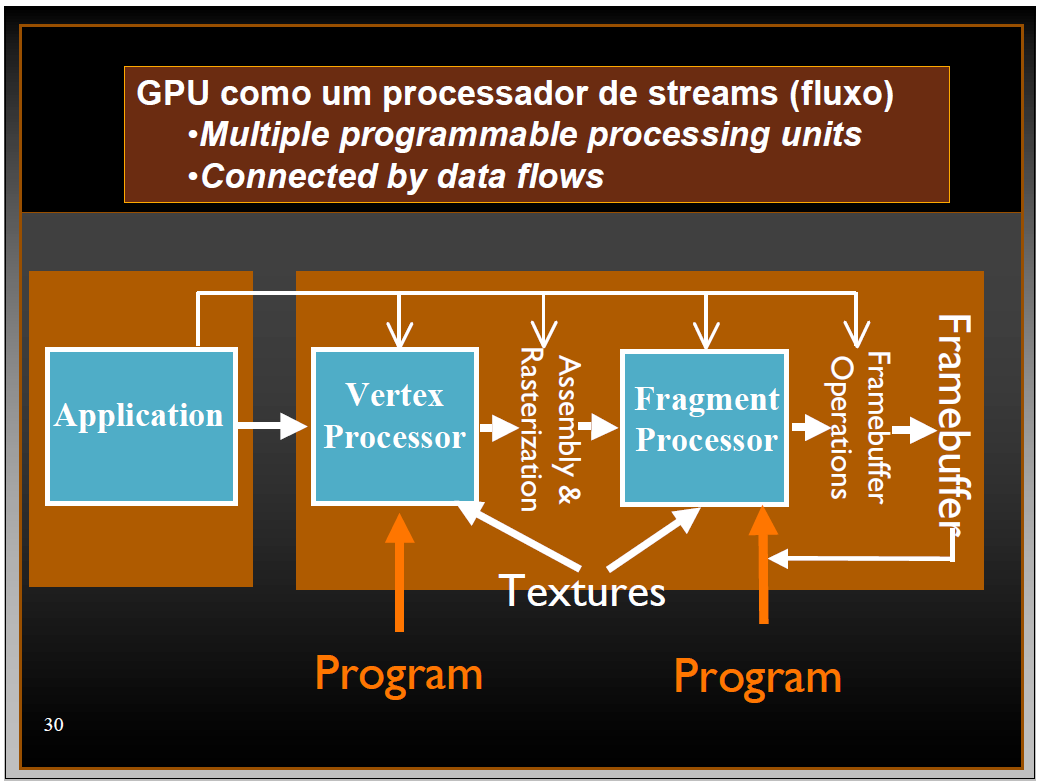 GPU como um processador de streams (fluxo)
•Multiple programmable processing units
•Connected by data flows
Application
Vertex
Processor
Assembly &
Rasterization
Fragment
Processor
Framebuffer
Operations
Framebuffer
Textures
Program
Program
30